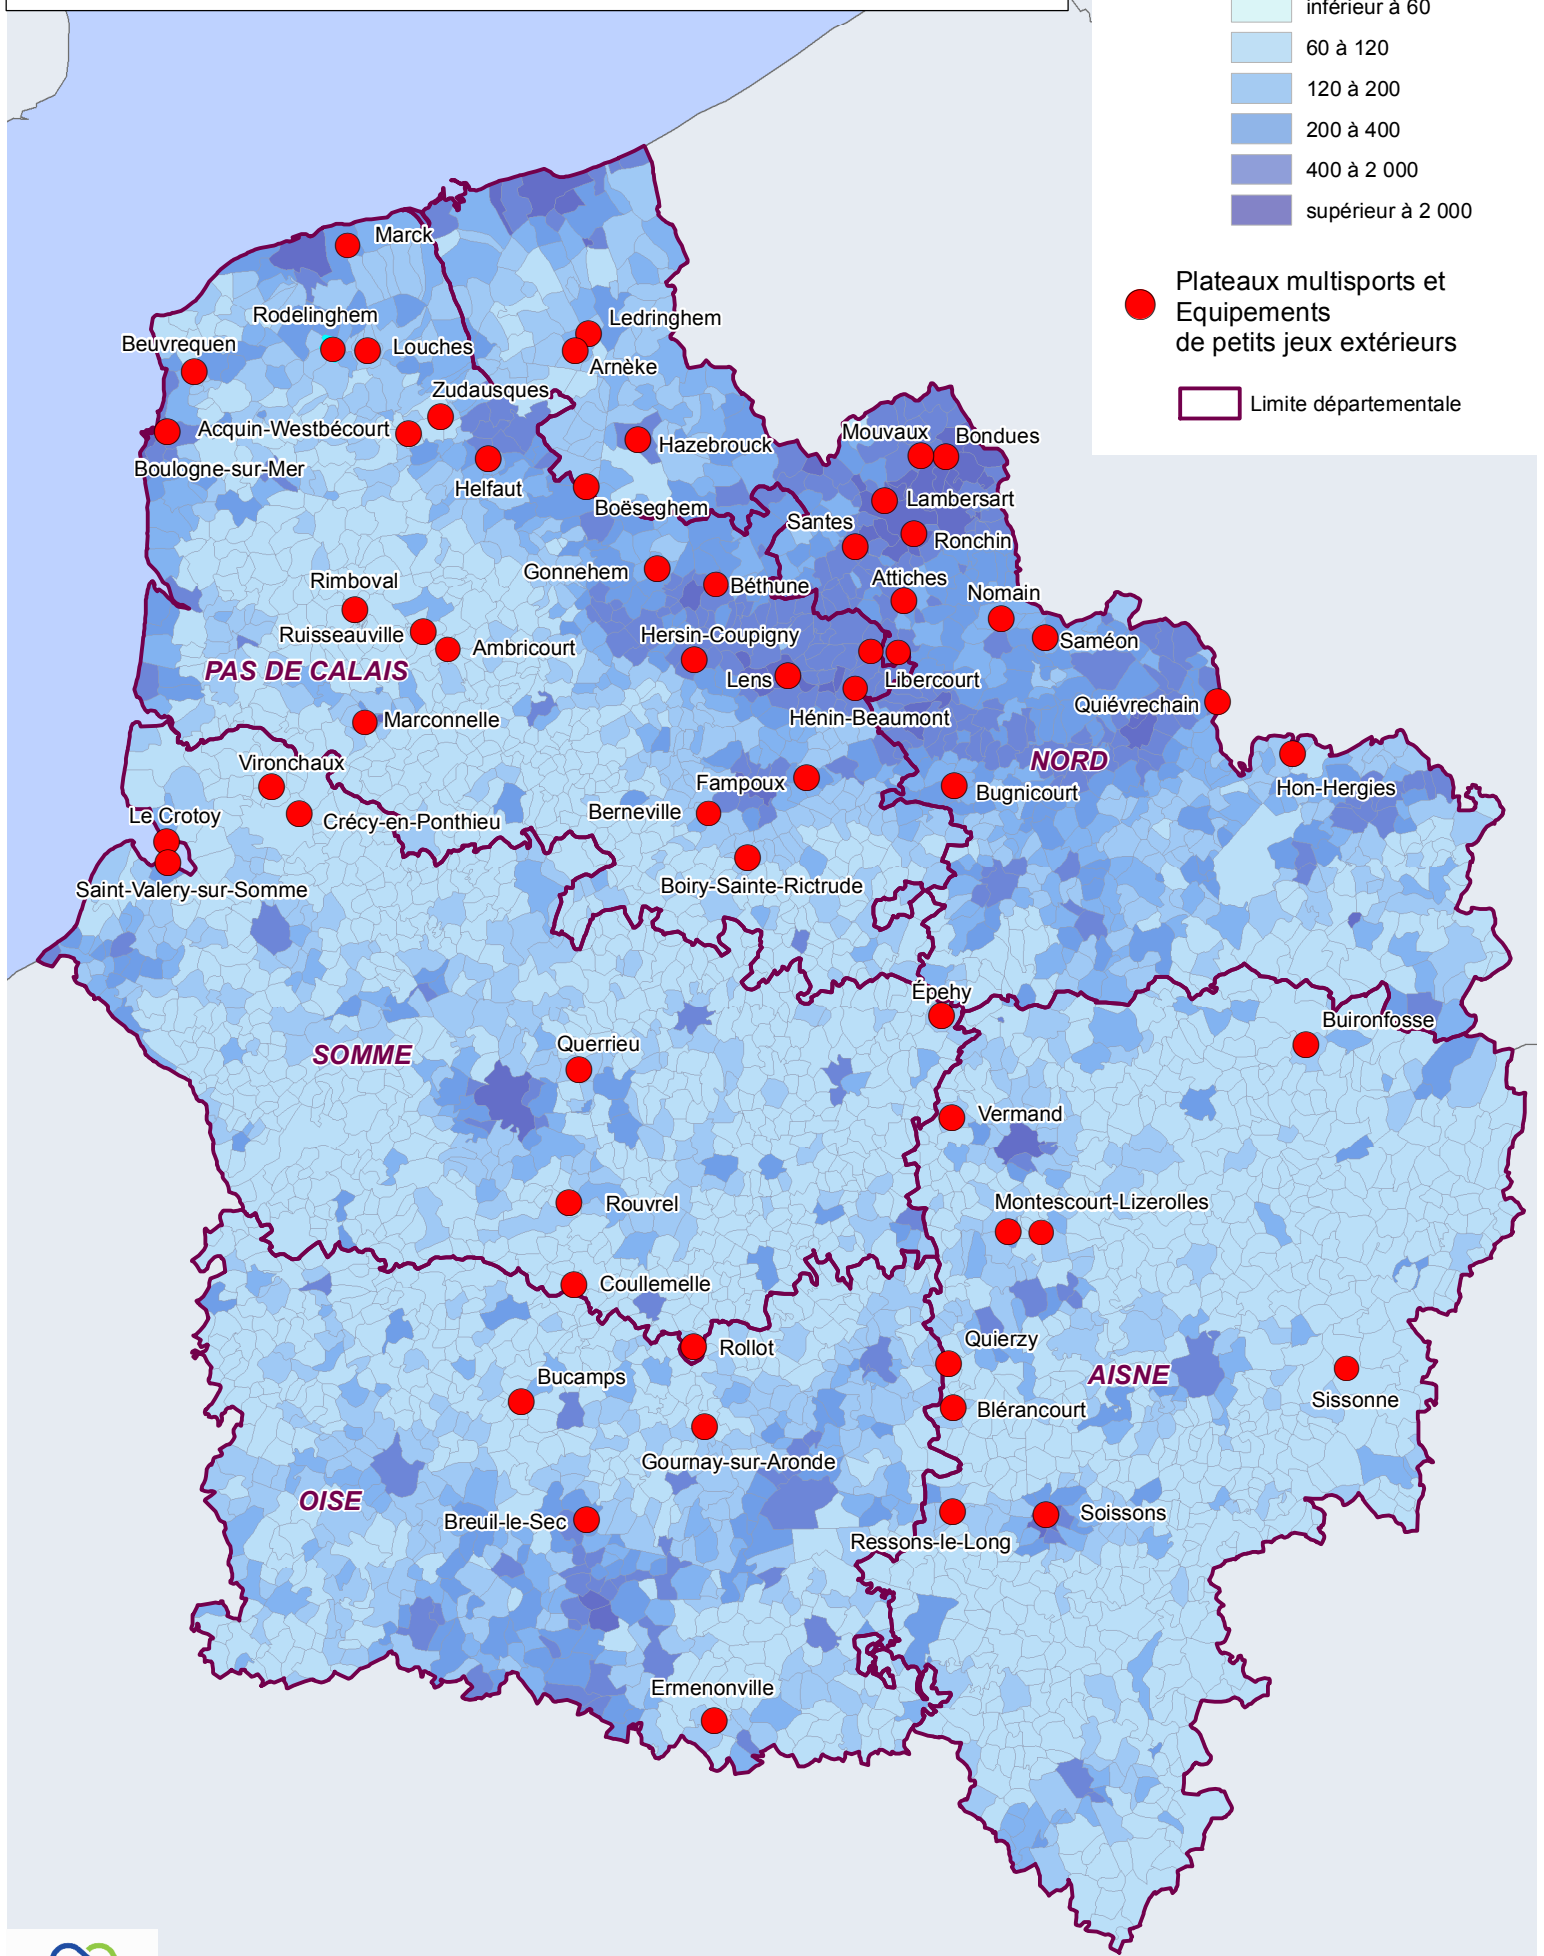 inférieur à 60
60 à 120
120 à 200
200 à 400
400 à 2 000
supérieur à 2 000
Plateaux multisports et
Equipements
de petits jeux extérieurs
Limite départementale
Marck
Rodelinghem
Ledringhem
Beuvrequen
Louches
Arnèke
Zudausques
Acquin-Westbécourt
Hazebrouck
Mouvaux
Bondues
Boulogne-sur-Mer
Helfaut
Boëseghem
Lambersart
Santes
Ronchin
Gonnehem
Béthune
Attiches
Rimboval
Nomain
Ruisseauville
Hersin-Coupigny
Saméon
Ambricourt
PAS DE CALAIS
Lens
Libercourt
Quiévrechain
Marconnelle
Hénin-Beaumont
NORD
Vironchaux
Fampoux
Hon-Hergies
Bugnicourt
Le Crotoy
Crécy-en-Ponthieu
Berneville
Saint-Valery-sur-Somme
Boiry-Sainte-Rictrude
Épehy
Buironfosse
SOMME
Querrieu
Vermand
Rouvrel
Montescourt-Lizerolles
Coullemelle
Rollot
Quierzy
Bucamps
AISNE
Sissonne
Blérancourt
Gournay-sur-Aronde
OISE
Breuil-le-Sec
Soissons
Ressons-le-Long
Ermenonville